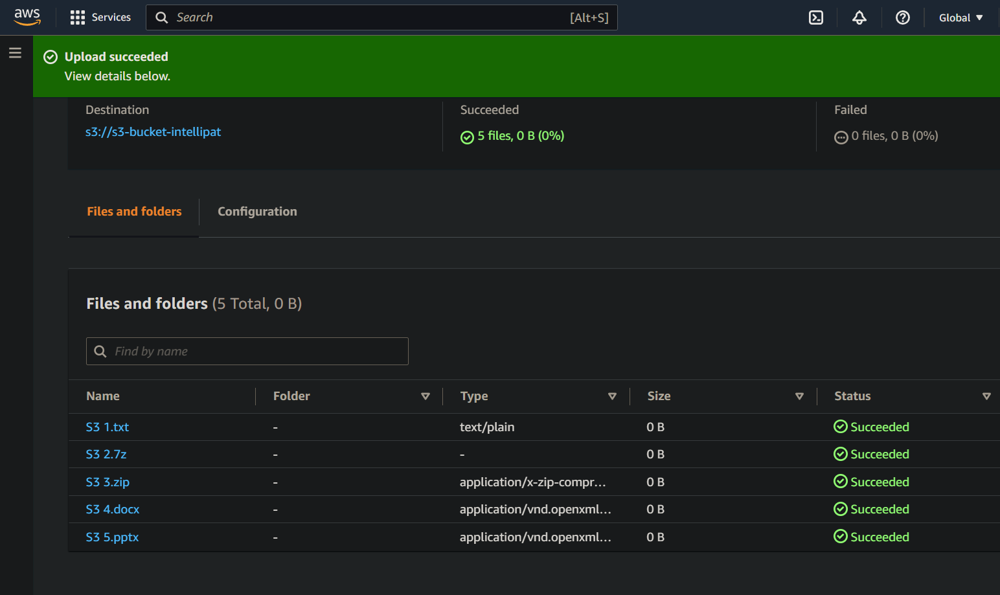 aws Services Search [Alt+S] Global
Upload succeeded
View details below.
Destination Succeeded Failed
s3://s3-bucket-intellipat 5 files, 0 B (0%) 0 files, 0 B (0%)
Files and folders Configuration
Files and folders (5 Total, 0 B)
Find by name
Name Folder Type Size Status
S3 1.txt - text/plain 0 B Succeeded
S3 2.7z - - 0 B Succeeded
S3 3.zip - application/x-zip-compr... 0 B Succeeded
S3 4.docx - application/vnd.openxml... 0 B Succeeded
S3 5.pptx - application/vnd.openxml... 0 B Succeeded